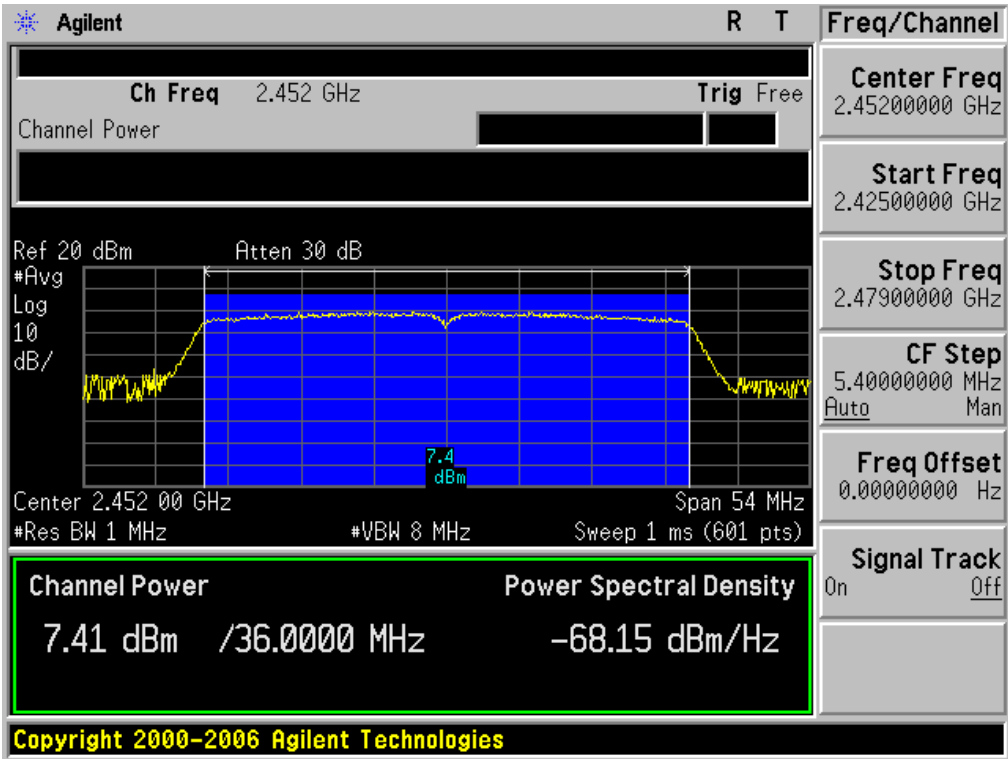 Agilent R T
Freq/Channel
Ch Freq 2.452 GHz Trig Free
Channel Power
Ref 20 dBm Atten 30 dB
#Avg
Log
10
dB/
7.4
dBm
Center 2.452 00 GHz Span 54 MHz
#Res BW 1 MHz #VBW 8 MHz Sweep 1 ms (601 pts)
Channel Power Power Spectral Density
7.41 dBm /36.0000 MHz -68.15 dBm/Hz
Copyright 2000-2006 Agilent Technologies
Center Freq
2.45200000 GHz
Start Freq
2.42500000 GHz
Stop Freq
2.47900000 GHz
CF Step
5.40000000 MHz
Auto Man
Freq Offset
0.00000000 Hz
Signal Track
On Off